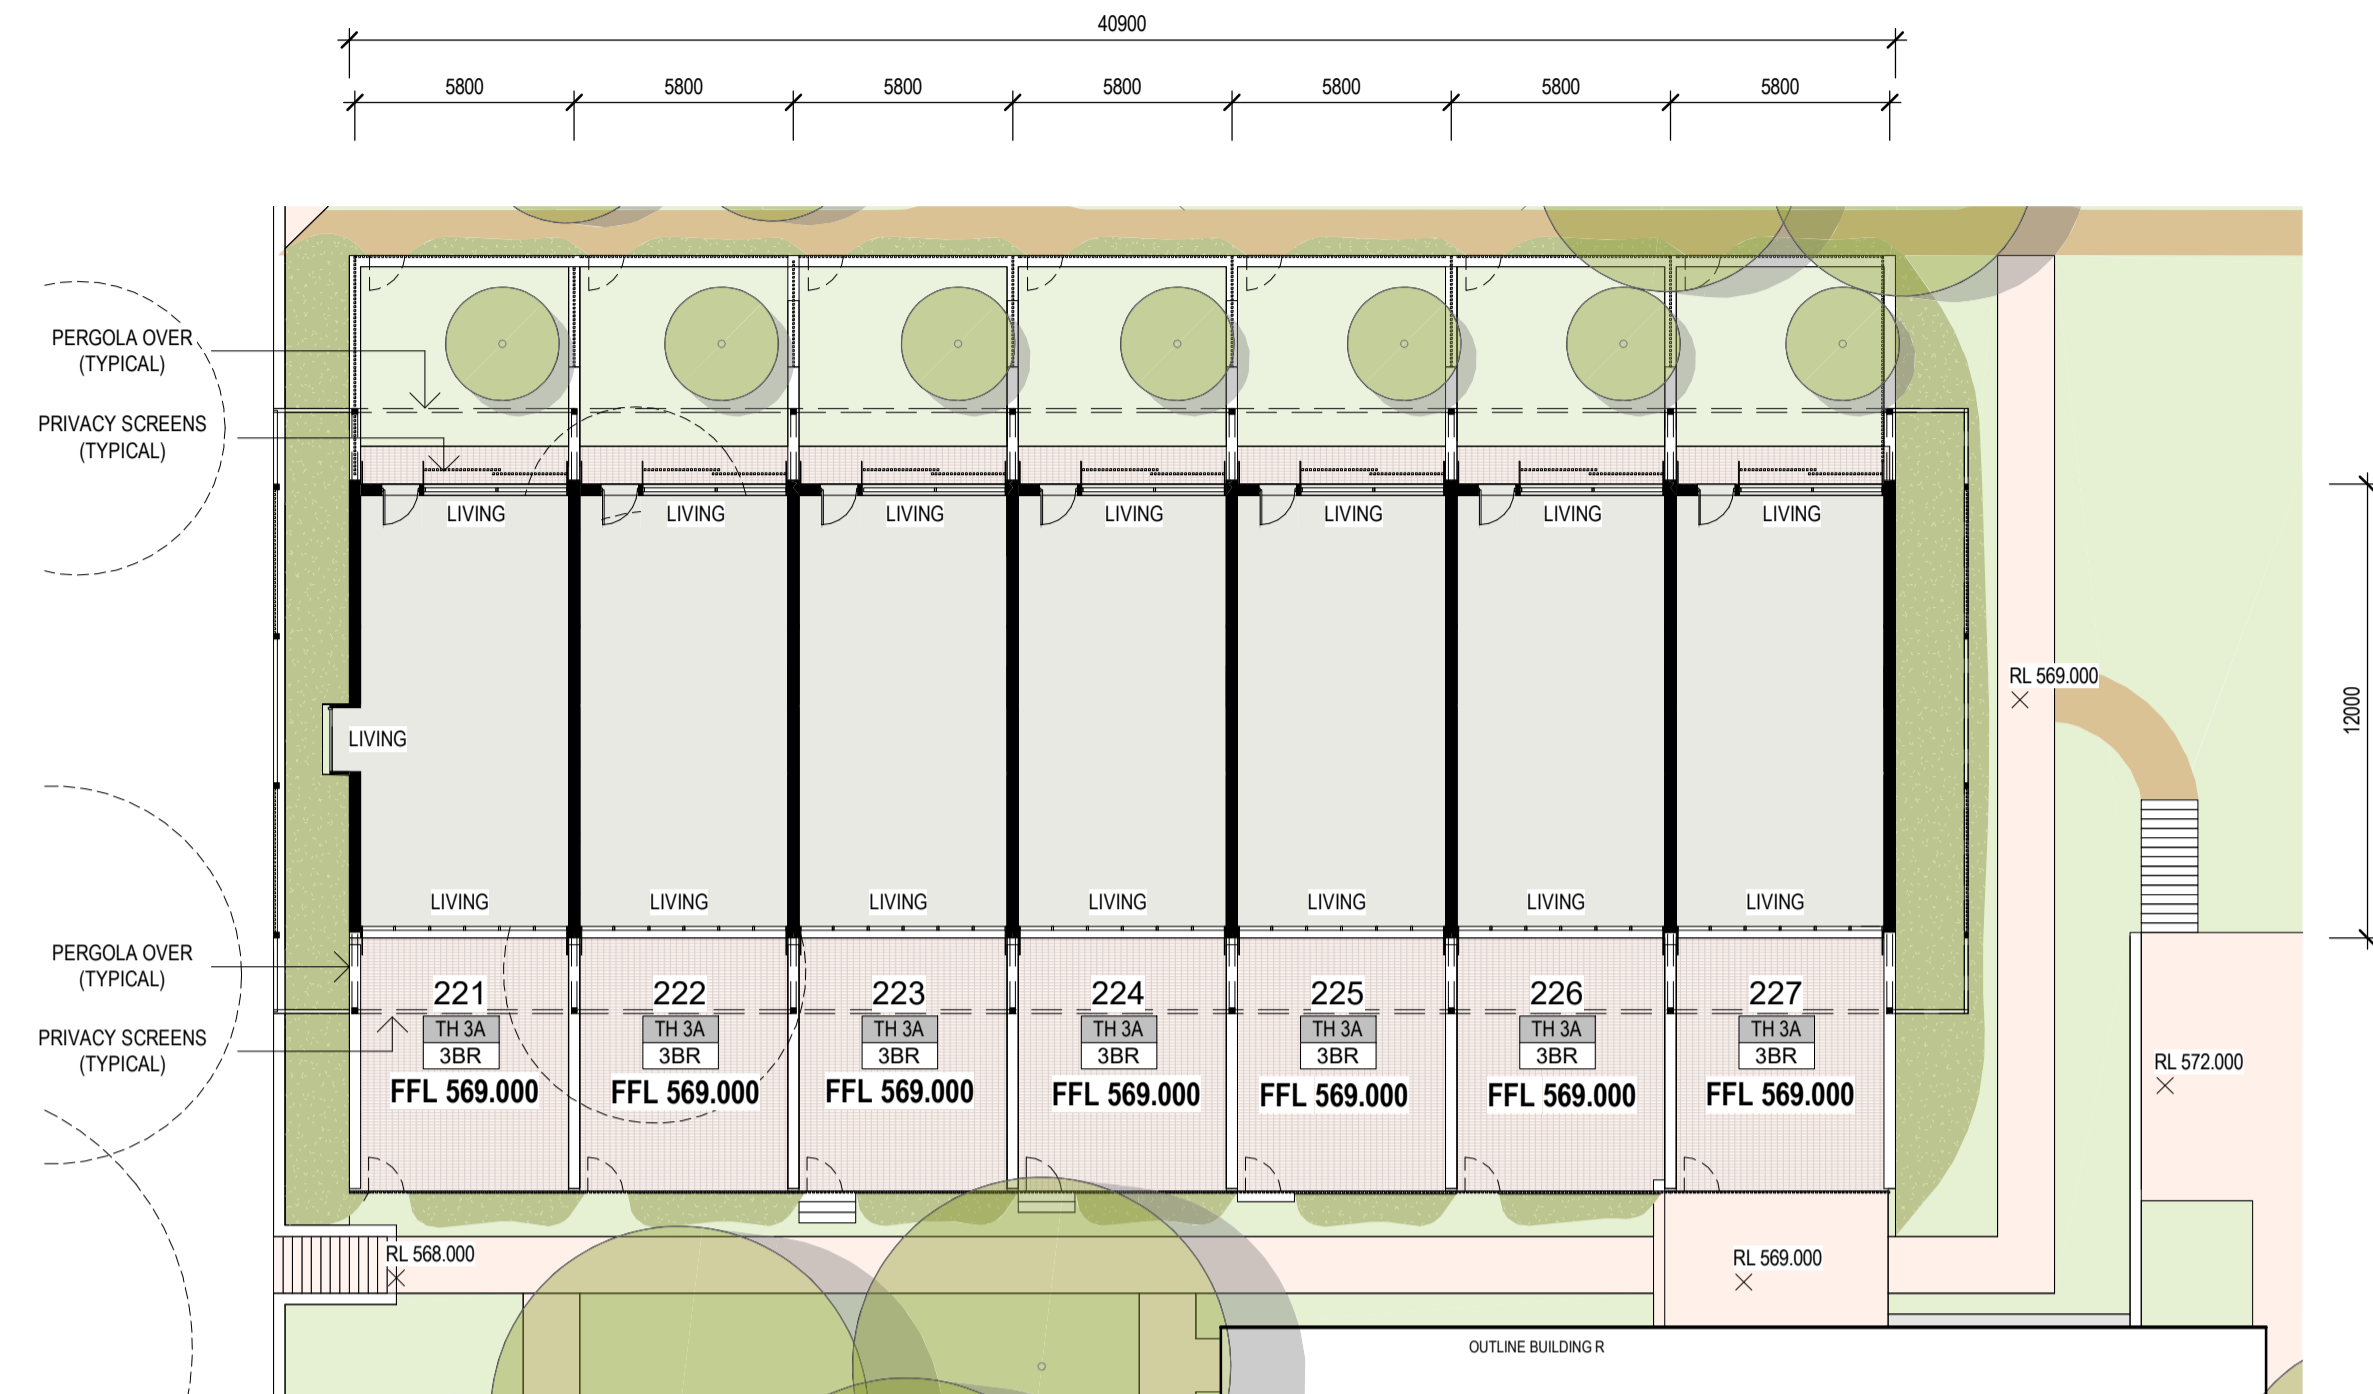 40900
5800 5800 5800 5800 5800 5800 5800
PERGOLA OVER
(TYPICAL)
PRIVACY SCREENS
(TYPICAL)
LIVING LIVING LIVING LIVING LIVING LIVING LIVING
RL 569.000
12000
LIVING
LIVING LIVING LIVING LIVING LIVING LIVING LIVING
PERGOLA OVER
(TYPICAL)
PRIVACY SCREENS
(TYPICAL)
221 222 223 224 225 226 227
TH 3A TH 3A TH 3A TH 3A TH 3A TH 3A TH 3A
3BR 3BR 3BR 3BR 3BR 3BR 3BR
FFL 569.000 FFL 569.000 FFL 569.000 FFL 569.000 FFL 569.000 FFL 569.000 FFL 569.000
RL 572.000
RL 568.000
RL 569.000
OUTLINE BUILDING R